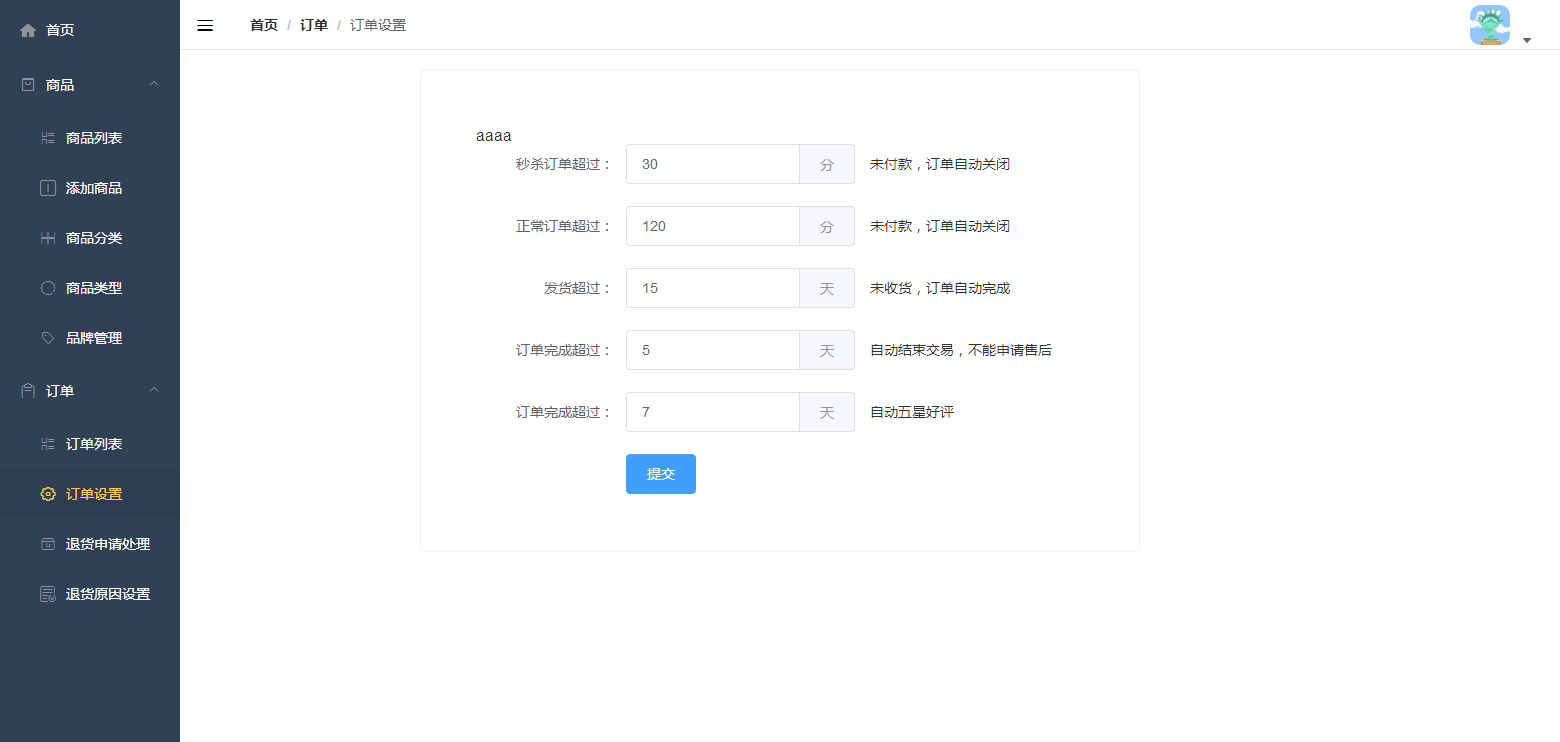 首页
商品
商品列表
添加商品
商品分类
商品类型
品牌管理
订单
订单列表
订单设置
退货申请处理
退货原因设置
首页 / 订单 / 订单设置
aaaa
秒杀订单超过： 30 分 未付款，订单自动关闭
正常订单超过： 120 分 未付款，订单自动关闭
发货超过： 15 天 未收货，订单自动完成
订单完成超过： 5 天 自动结束交易，不能申请售后
订单完成超过： 7 天 自动五星好评
提交